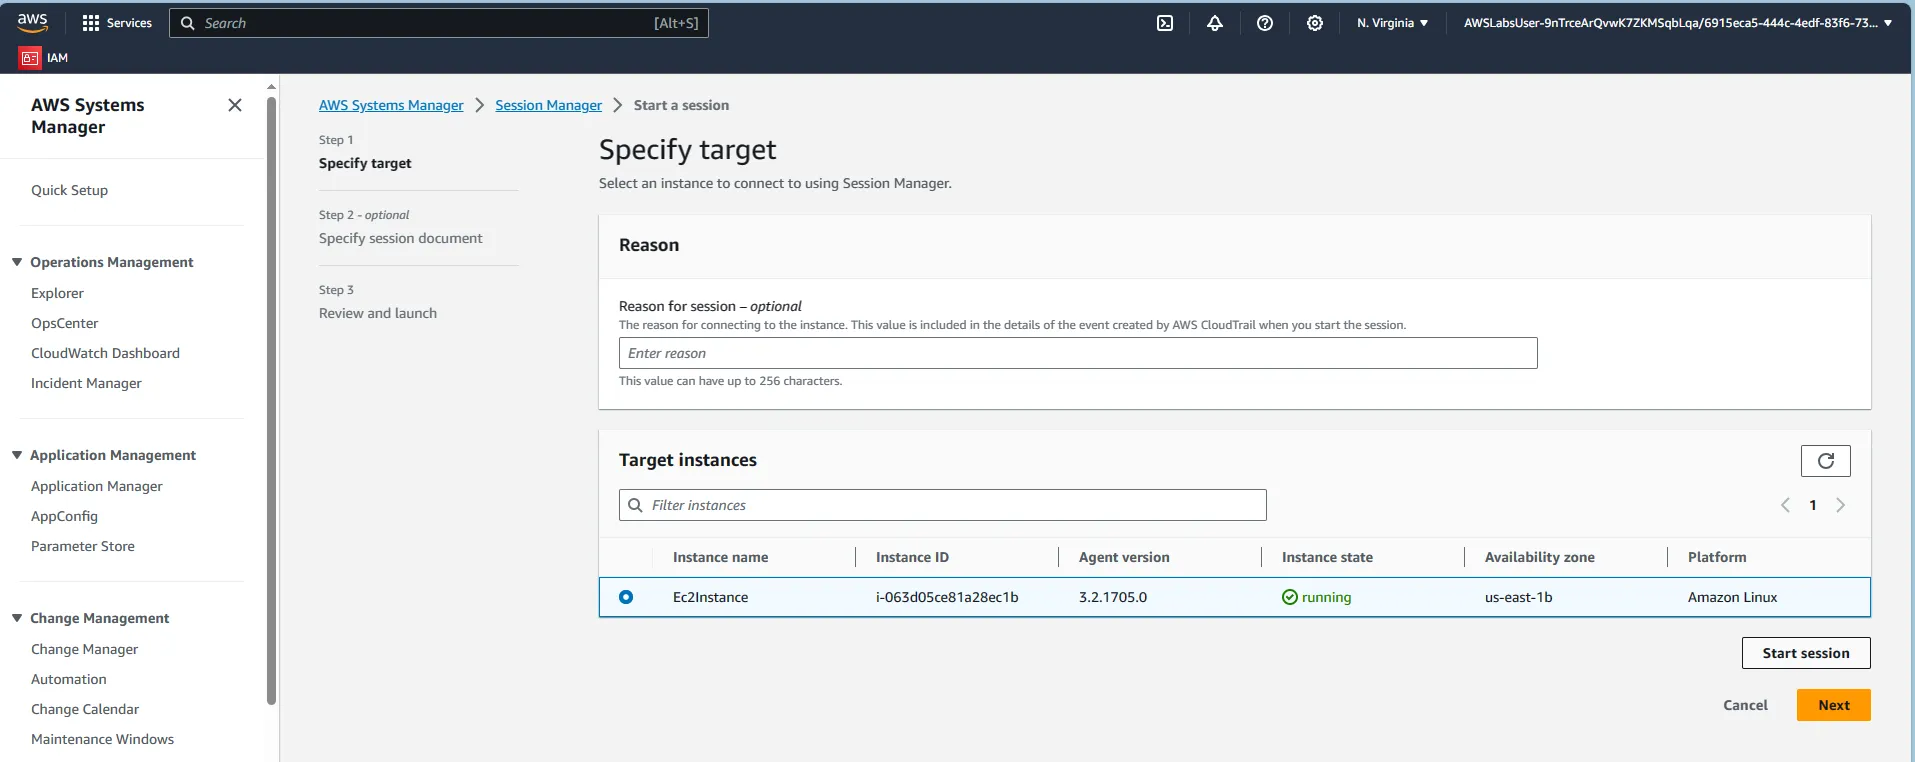 aws
Services
Search [Alt+S]
N. Virginia
AWSLabsUser-9nTrceArQvwK7ZKMSqbLqa/6915eca5-444c-4edf-83f6-73...
IAM
AWS Systems
Manager
Quick Setup
Operations Management
Explorer
OpsCenter
CloudWatch Dashboard
Incident Manager
Application Management
Application Manager
AppConfig
Parameter Store
Change Management
Change Manager
Automation
Change Calendar
Maintenance Windows
AWS Systems Manager > Session Manager > Start a session
Step 1
Specify target
Step 2 - optional
Specify session document
Step 3
Review and launch
Specify target
Select an instance to connect to using Session Manager.
Reason
Reason for session – optional
The reason for connecting to the instance. This value is included in the details of the event created by AWS CloudTrail when you start the session.
Enter reason
This value can have up to 256 characters.
Target instances
Filter instances
1
Instance name Instance ID Agent version Instance state Availability zone Platform
Ec2Instance i-063d05ce81a28ec1b 3.2.1705.0 running us-east-1b Amazon Linux
Start session
Cancel Next